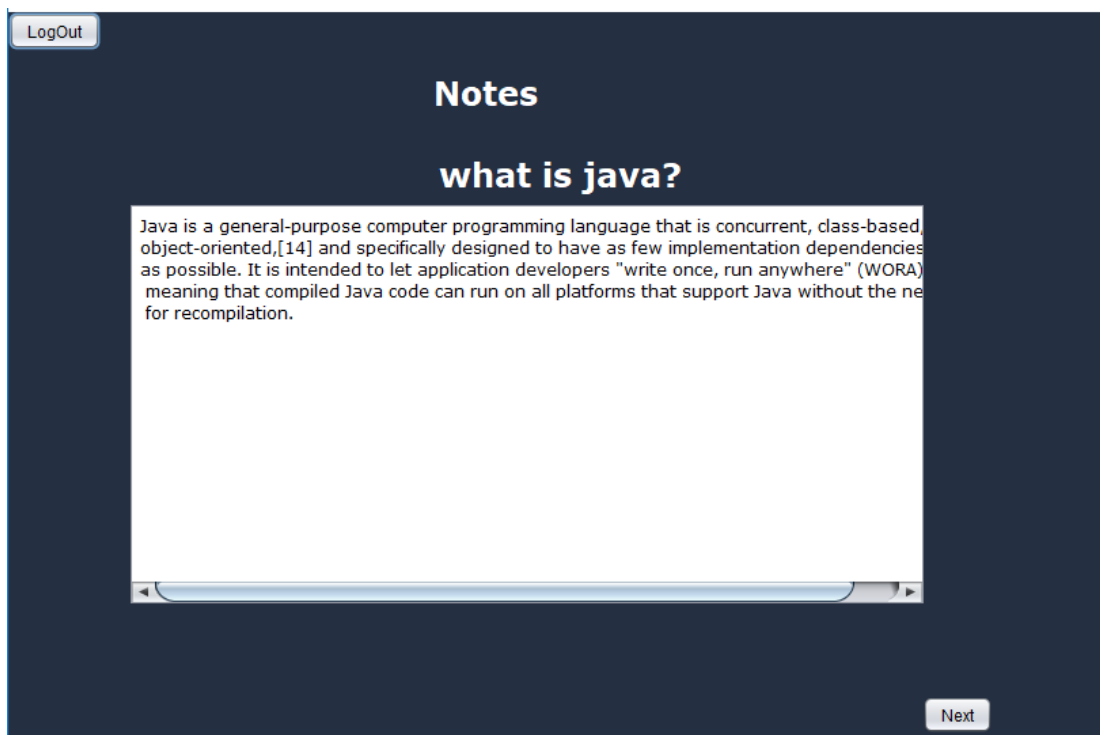 LogOut
Notes
what is java?
Java is a general-purpose computer programming language that is concurrent, class-based,
object-oriented,[14] and specifically designed to have as few implementation dependencies
as possible. It is intended to let application developers "write once, run anywhere" (WORA)
meaning that compiled Java code can run on all platforms that support Java without the ne
for recompilation.
Next